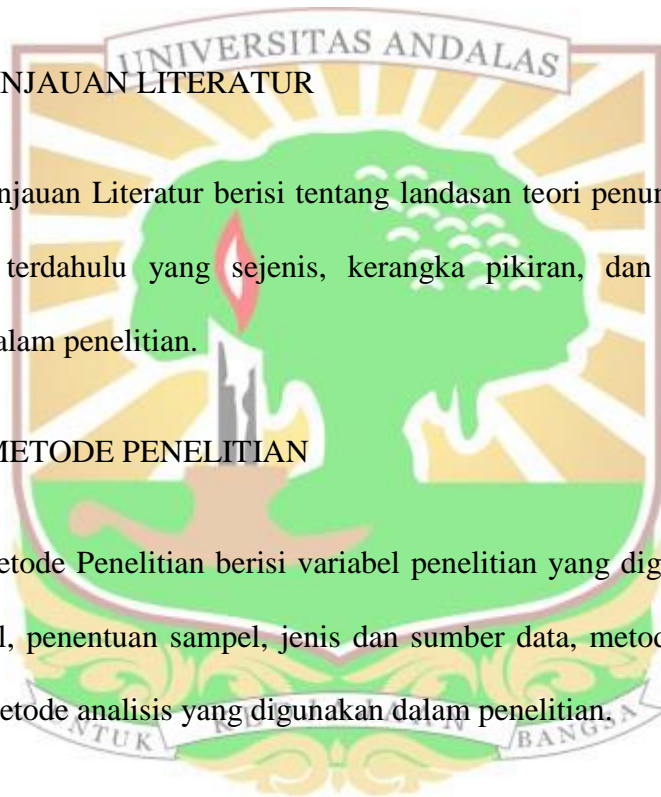 UNIVERSITAS ANDALAS
NJAUAN LITERATUR
njauan Literatur berisi tentang landasan teori penun
terdahulu yang sejenis, kerangka pikiran, dan
alam penelitian.
METODE PENELITIAN
etode Penelitian berisi variabel penelitian yang dig
l, penentuan sampel, jenis dan sumber data, metod
etode analisis yang digunakan dalam penelitian.
NTUK BANGSA